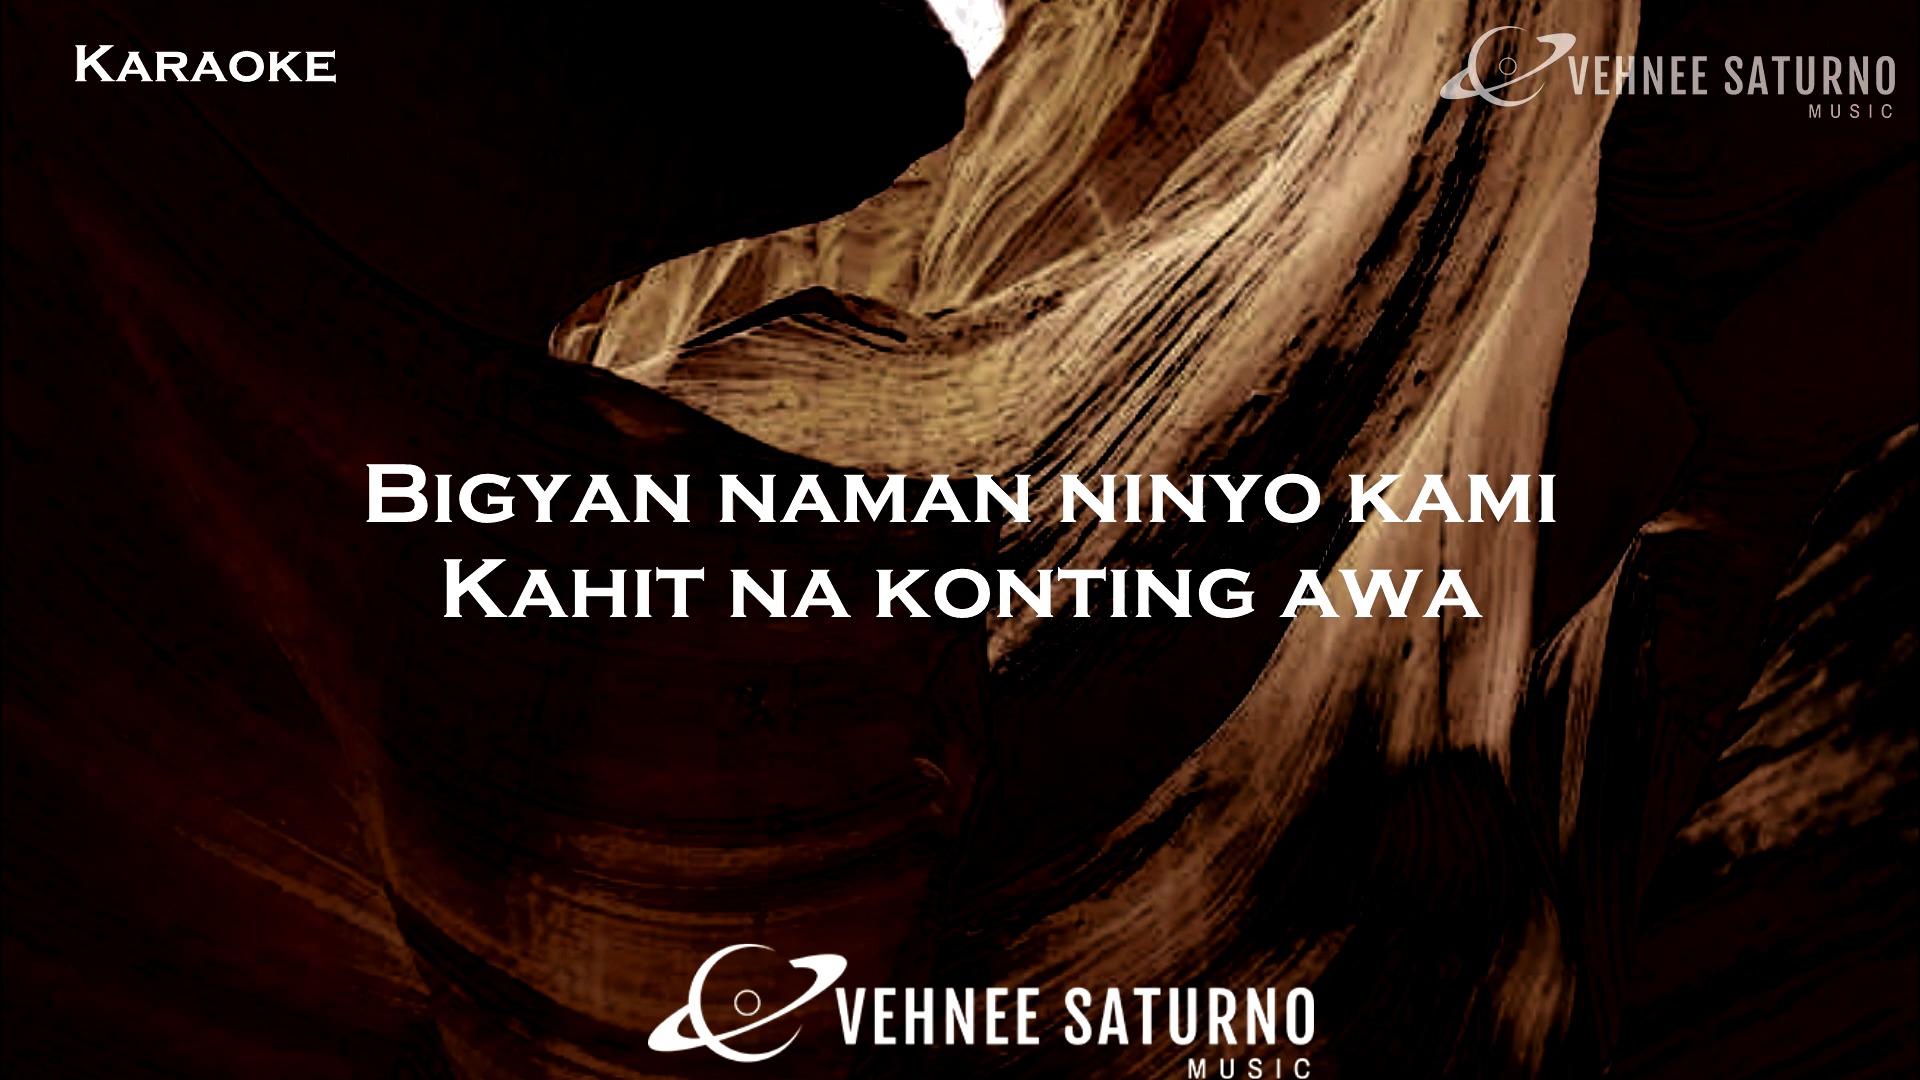 KARAOKE
VEHNEE SATURNO
MUSIC
BIGYAN NAMAN NINYO KAMI
KAHIT NA KONTING AWA
VEHNEE SATURNO
MUSIC